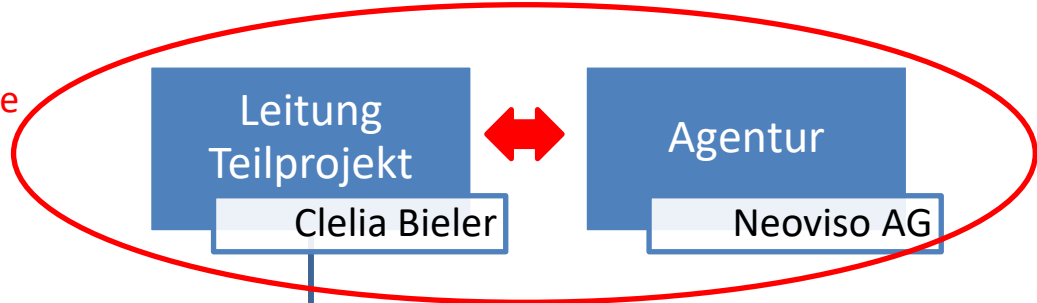 e
Leitung
Teilprojekt
Clelia Bieler
Agentur
Neoviso AG